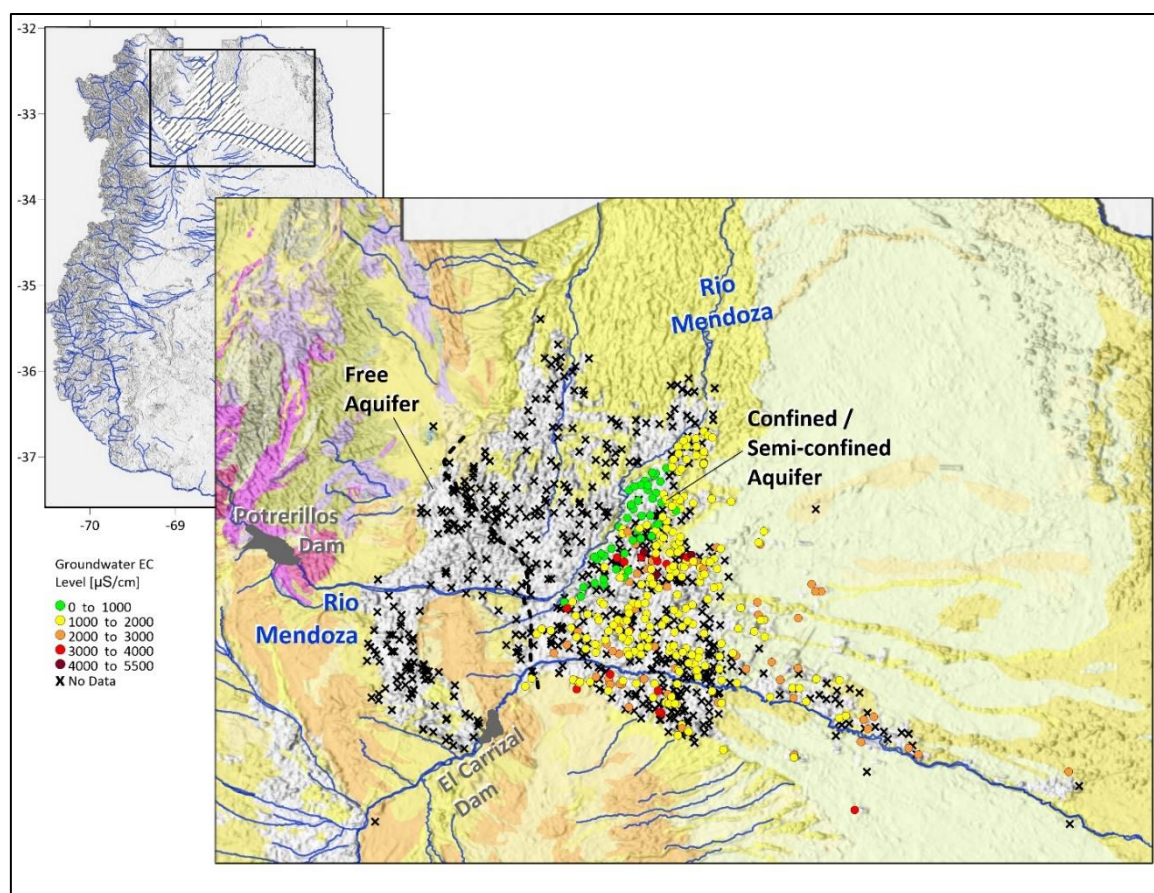 -32
-33
-34
-35
-36
-37
-70
-69
Rio
Mendoza
Free
Aquifer
Confined /
Semi-confined
Aquifer
Potrerillos
Dam
Rio
Mendoza
El Carrizal
Dam
Groundwater EC
Level [µS/cm]
0 to 1000
1000 to 2000
2000 to 3000
3000 to 4000
4000 to 5500
X No Data